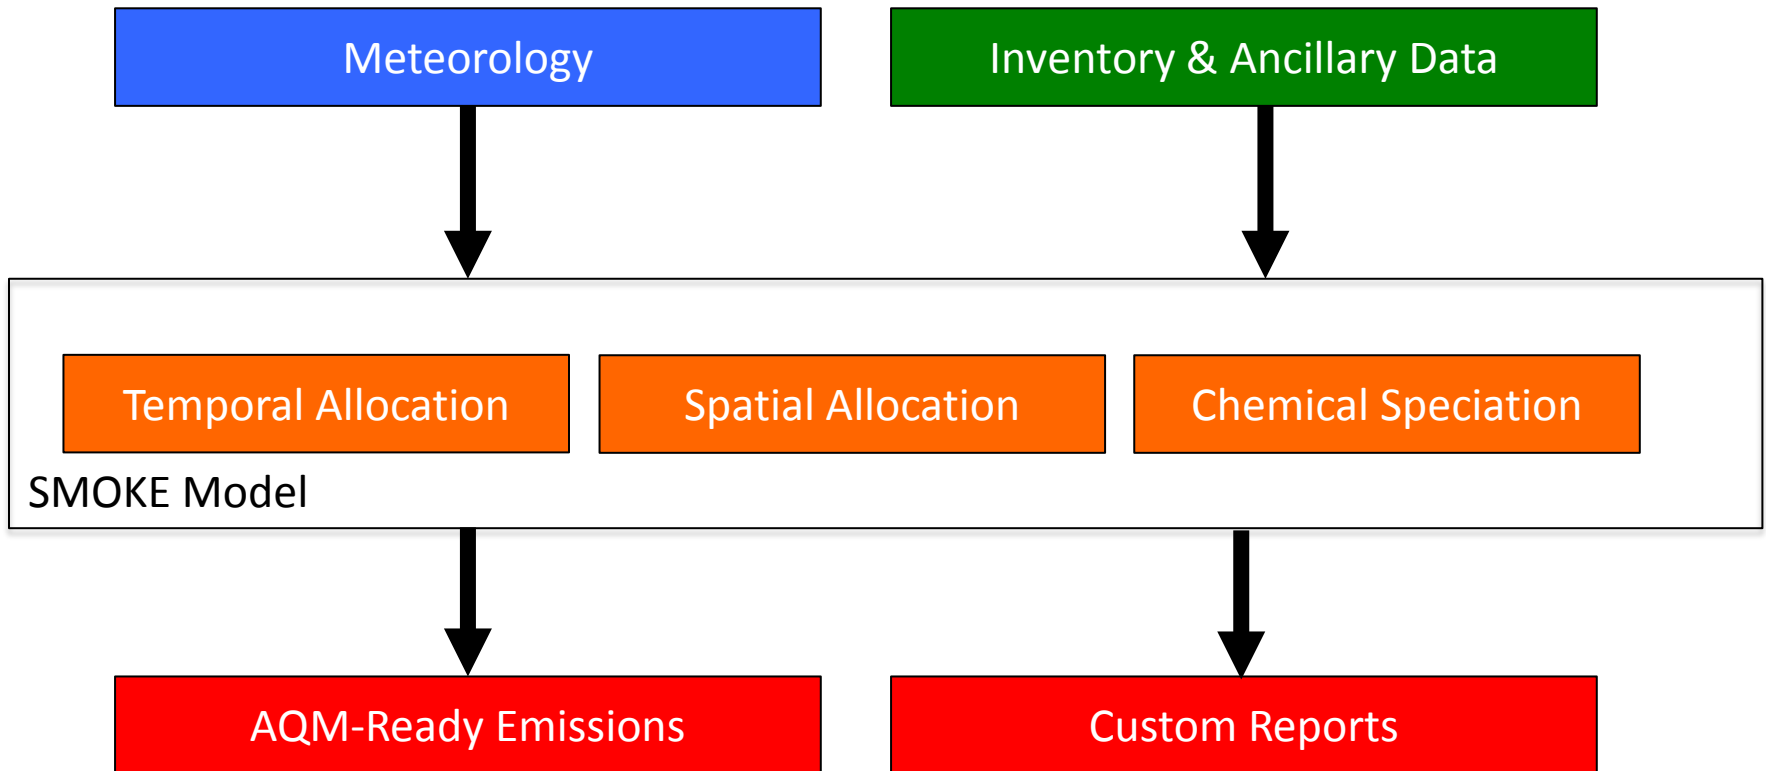 Meteorology
Inventory & Ancillary Data
Temporal Allocation
Spatial Allocation
Chemical Speciation
SMOKE Model
AQM-Ready Emissions
Custom Reports